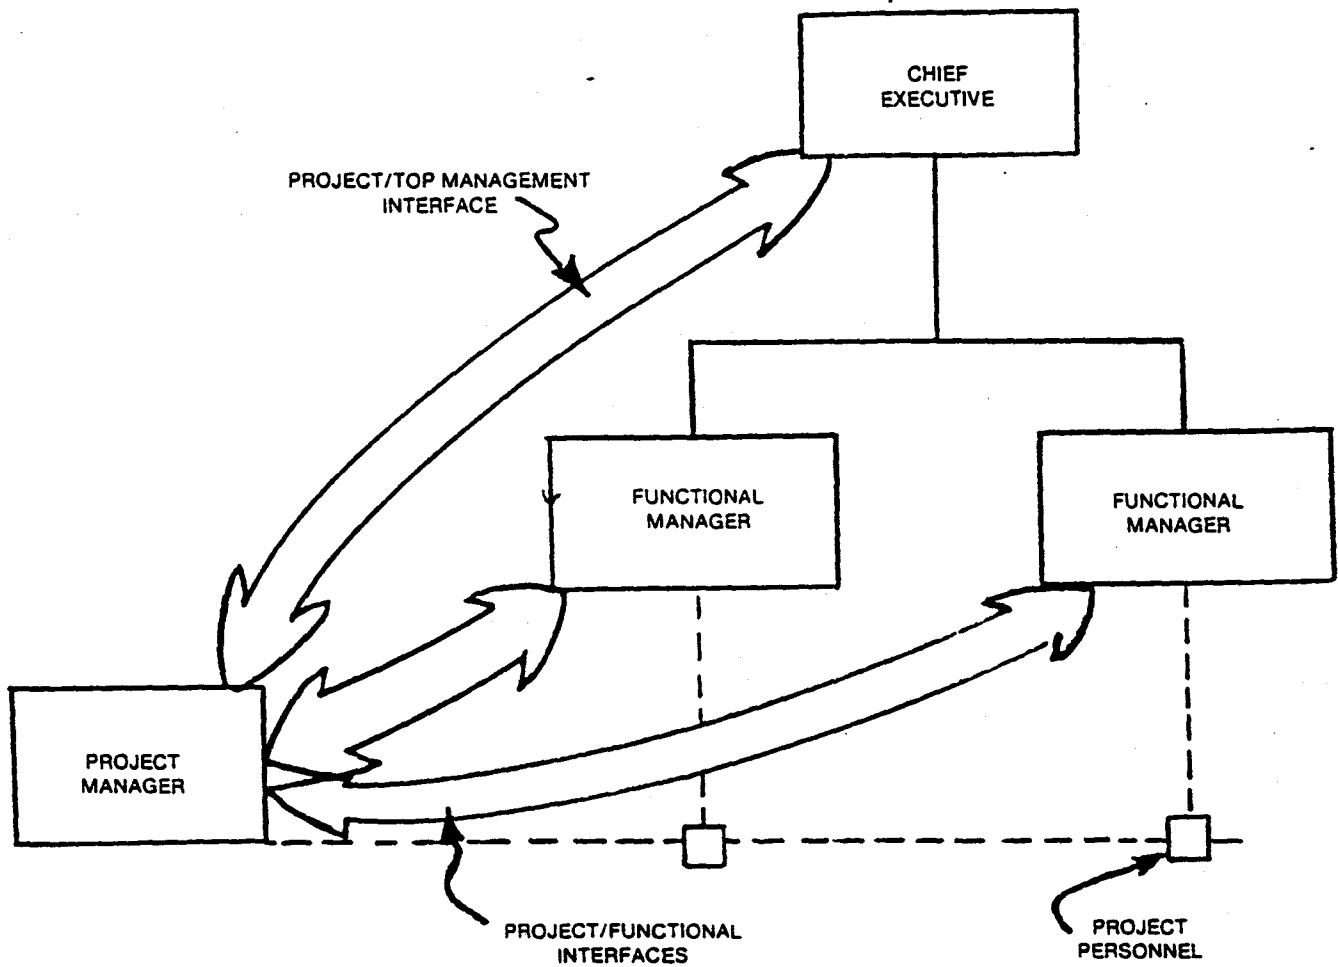 CHIEF
EXECUTIVE
PROJECT/TOP MANAGEMENT
INTERFACE
FUNCTIONAL
MANAGER
FUNCTIONAL
MANAGER
PROJECT
MANAGER
PROJECT/FUNCTIONAL
INTERFACES
PROJECT
PERSONNEL